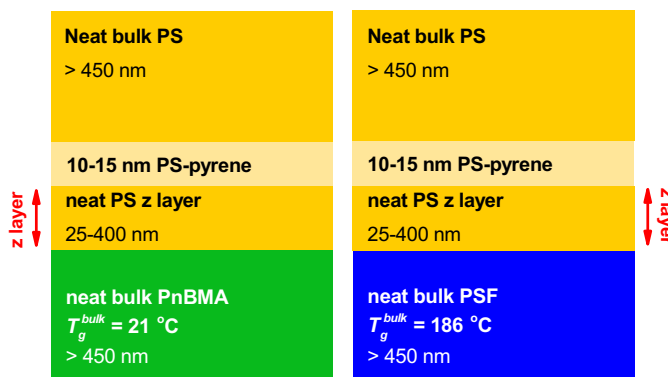 Neat bulk PS
> 450 nm
10-15 nm PS-pyrene
neat PS z layer
25-400 nm
z layer
neat bulk PnBMA
T_g^bulk = 21 °C
> 450 nm
Neat bulk PS
> 450 nm
10-15 nm PS-pyrene
neat PS z layer
25-400 nm
z layer
neat bulk PSF
T_g^bulk = 186 °C
> 450 nm